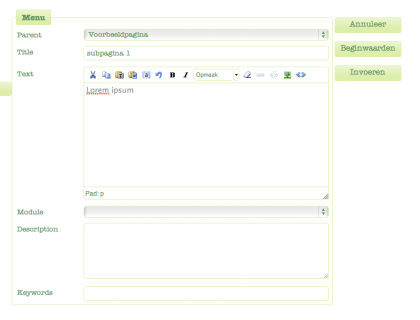 Menu
Annuleer
Parent
Voorbeeldpagina
Title
subpagina 1
Beginwaarden
Text
B I Opmaak
Invoeren
Lorem ipsum
Pad: p
Module
Description
Keywords